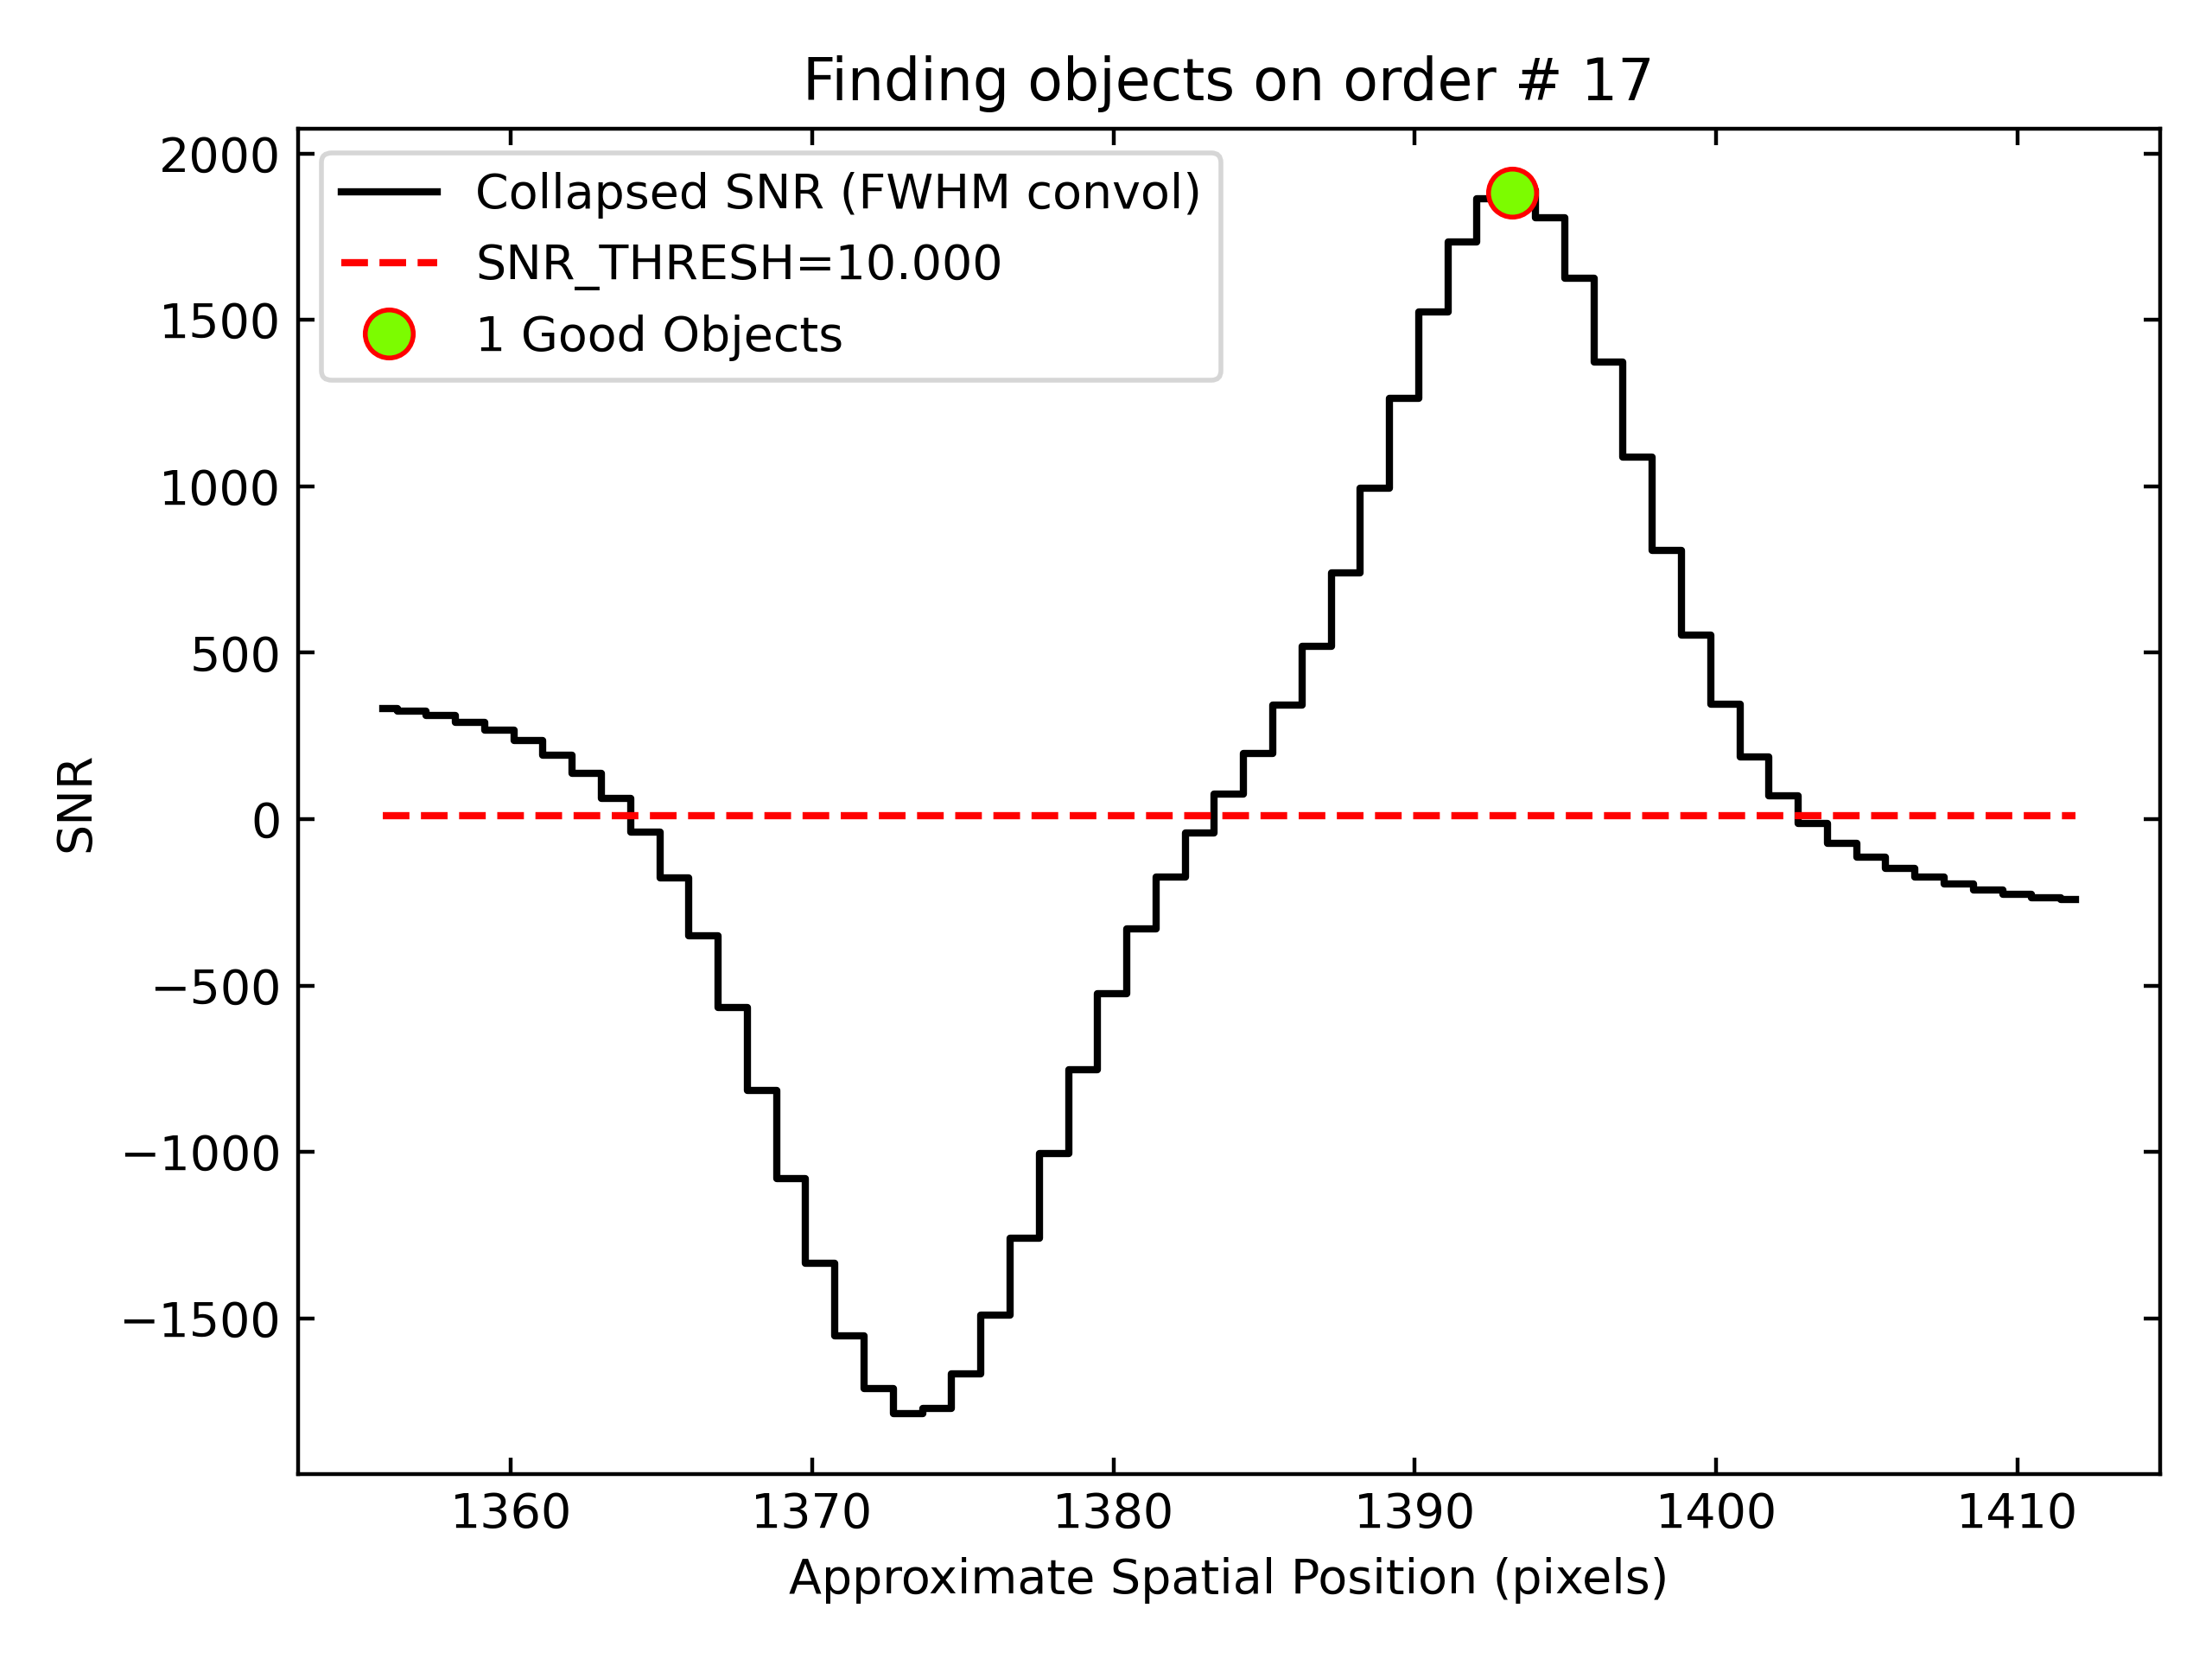 Finding objects on order # 17
Collapsed SNR (FWHM convol)
SNR_THRESH=10.000
1 Good Objects
2000
1500
1000
500
0
−500
−1000
−1500
SNR
1360 1370 1380 1390 1400 1410
Approximate Spatial Position (pixels)